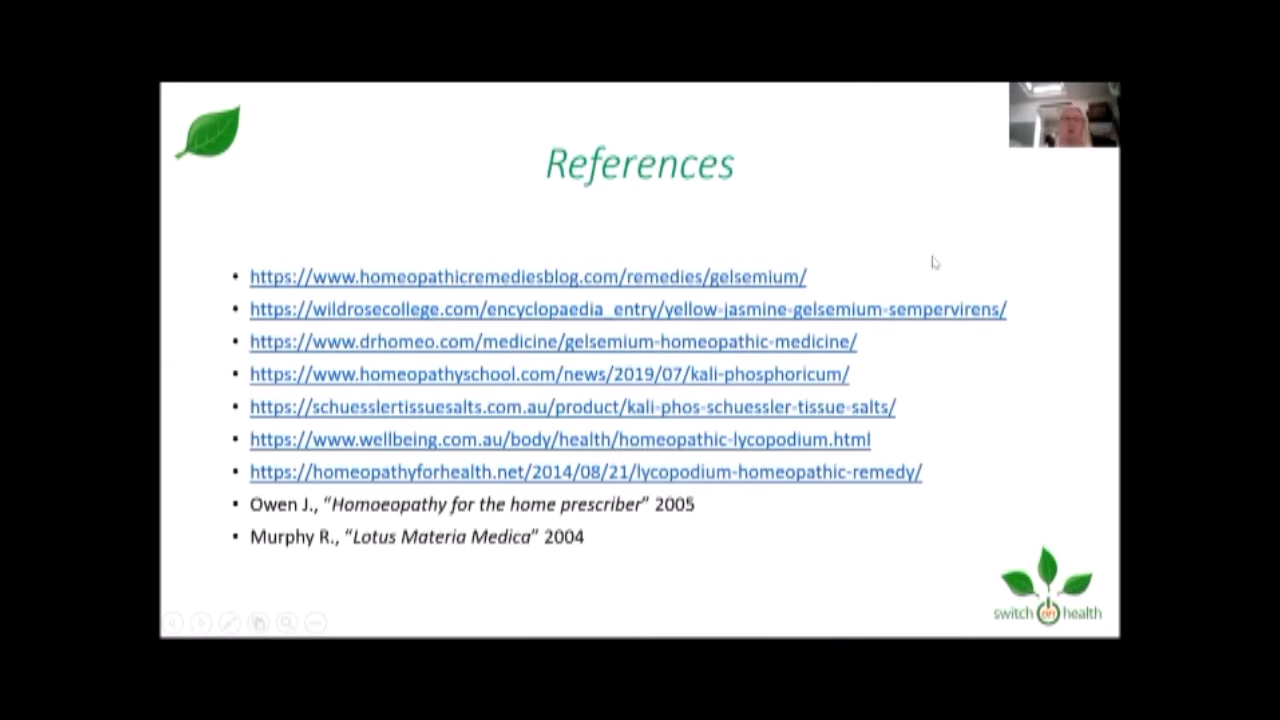 References
• https://www.homeopathicremediesblog.com/remedies/gelsemium/
• https://wildrosecollege.com/encyclopaedia_entry/yellow-jasmine-gelsemium-sempervirens/
• https://www.drhomeo.com/medicine/gelsemium-homeopathic-medicine/
• https://www.homeopathyschool.com/news/2019/07/kali-phosphoricum/
• https://schuesslertissuesalts.com.au/product/kali-phos-schuessler-tissue-salts/
• https://www.wellbeing.com.au/body/health/homeopathic-lycopodium.html
• https://homeopathyforhealth.net/2014/08/21/lycopodium-homeopathic-remedy/
• Owen J., “Homoeopathy for the home prescriber” 2005
• Murphy R., “Lotus Materia Medica” 2004
switch on health